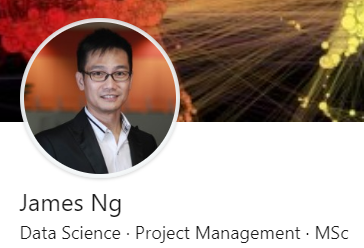 James Ng
Data Science · Project Management · MSc